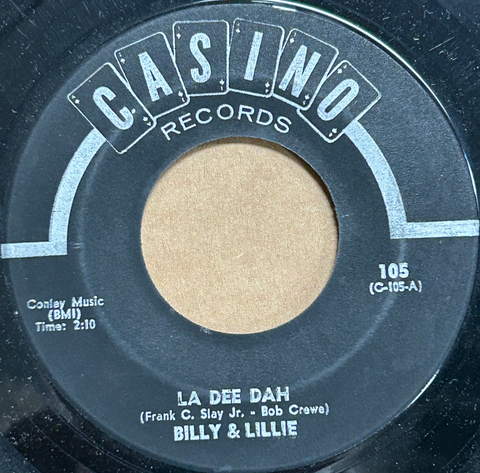 CASINO
RECORDS
105
(C-105-A)
Conley Music
(BMI)
Time: 2:10
LA DEE DAH
(Frank C. Slay Jr. - Bob Crewe)
BILLY & LILLIE